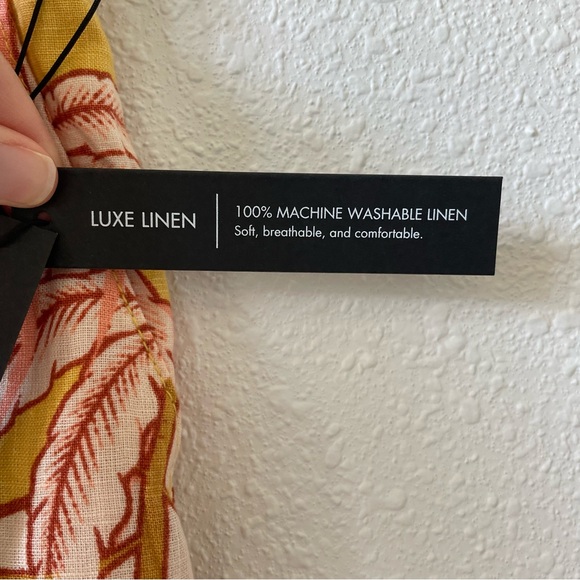 LUXE LINEN
100% MACHINE WASHABLE LINEN
Soft, breathable, and comfortable.